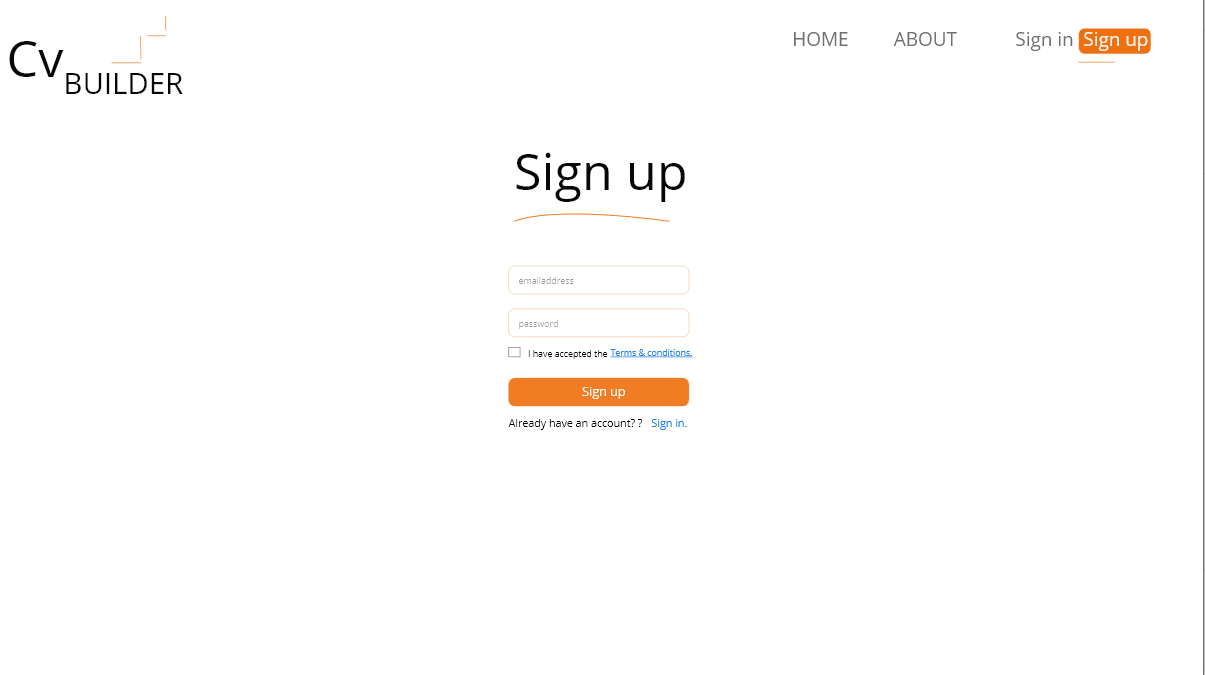 Cv
BUILDER
HOME ABOUT Sign in Sign up
Sign up
emailaddress
password
I have accepted the Terms & conditions.
Sign up
Already have an account? ? Sign in.